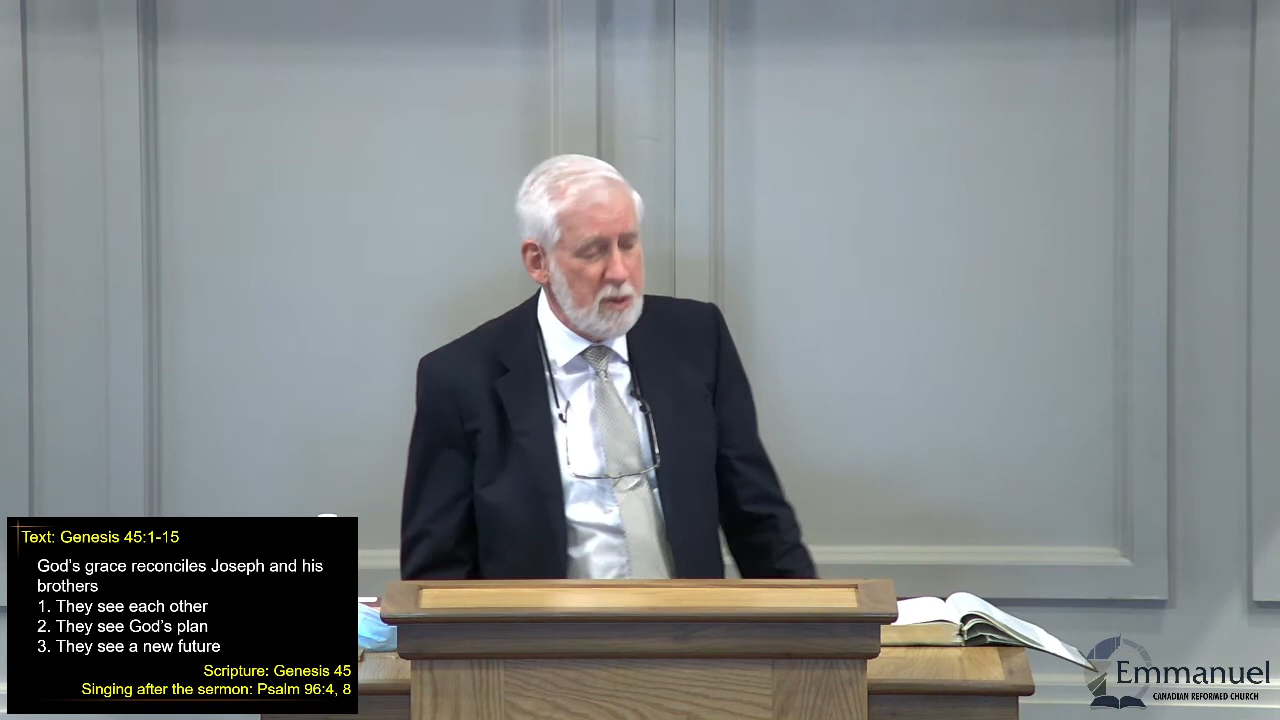 Text: Genesis 45:1-15
God's grace reconciles Joseph and his
brothers
1. They see each other
2. They see God's plan
3. They see a new future
Scripture: Genesis 45
Singing after the sermon: Psalm 96:4, 8
Emmanuel
CANADIAN REFORMED CHURCH